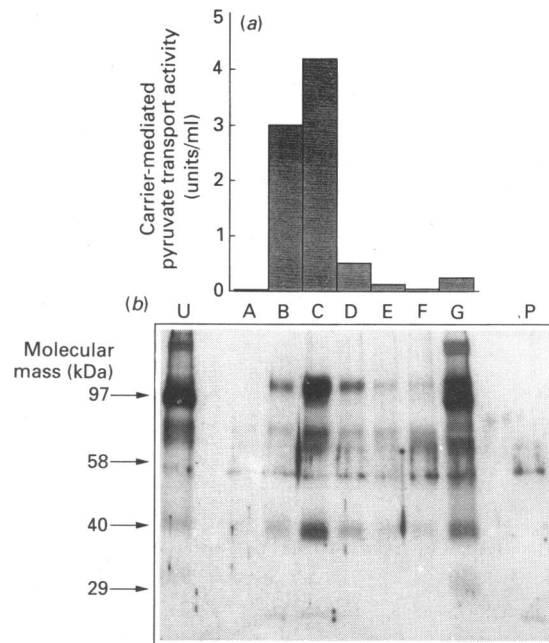 (a)
5
4
3
2
1
0
Carrier-mediated
pyruvate transport activity
(units/ml)
(b) U A B C D E F G P
Molecular
mass (kDa)
97
58
40
29